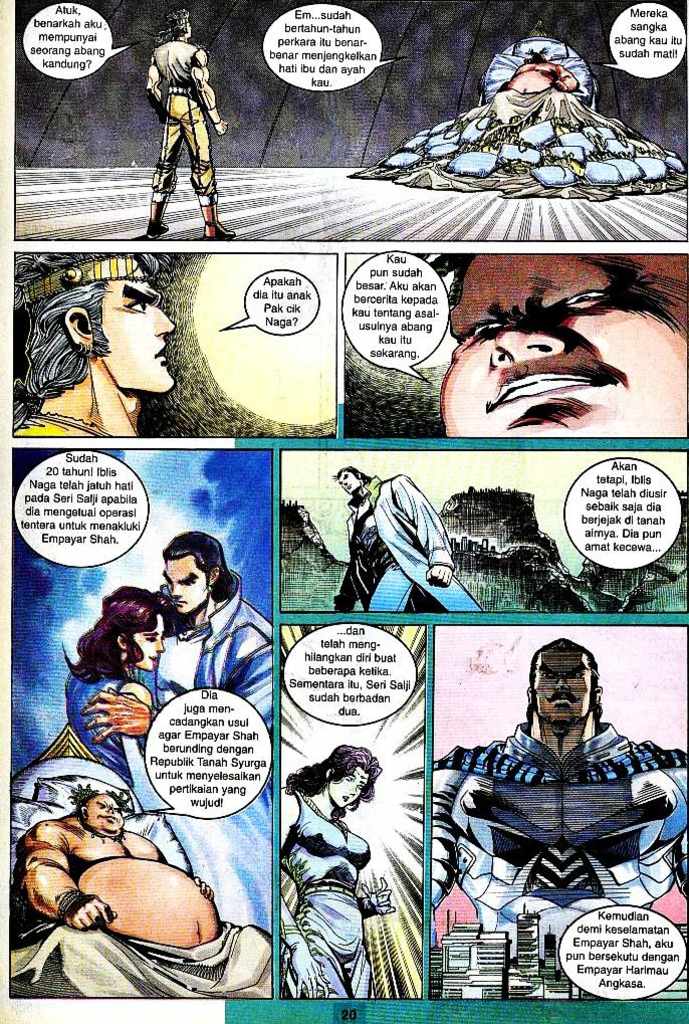 Atuk,
benarkah aku
mempunyai
seorang abang
kandung?
Em...sudah
bertahun-tahun
perkara itu benar-
benar menjengkelkan
hati ibu dan ayah
kau.
Mereka
sangka
abang kau itu
sudah mati!
Apakah
dia itu anak
Pak cik
Naga?
Kau
pun sudah
besar. Aku akan
bercerita kepada
kau tentang asal-
usulnya abang
kau itu
sekarang.
Sudah
20 tahun! Iblis
Naga telah jatuh hati
pada Seri Salji apabila
dia mengetuai operasi
tentera untuk menakluki
Empayar Shah.
Dia
juga men-
cadangkan usul
Empayar Shah
berunding dengan
Republik Tanah Syurga
untuk menyelesaikan
pertikaian yang
wujud!
Akan
tetapi, Iblis
Naga telah diusir
sebaik saja dia
berjejak di tanah
airnya. Dia pun
amat kecewa...
...dan
telah meng-
hilangkan diri buat
beberapa ketika.
Sementara itu, Seri Salji
sudah berbadan
dua.
Kemudian
demi keselamatan
Empayar Shah, aku
pun bersekutu dengan
Empayar Harimau
Angkasa.
20